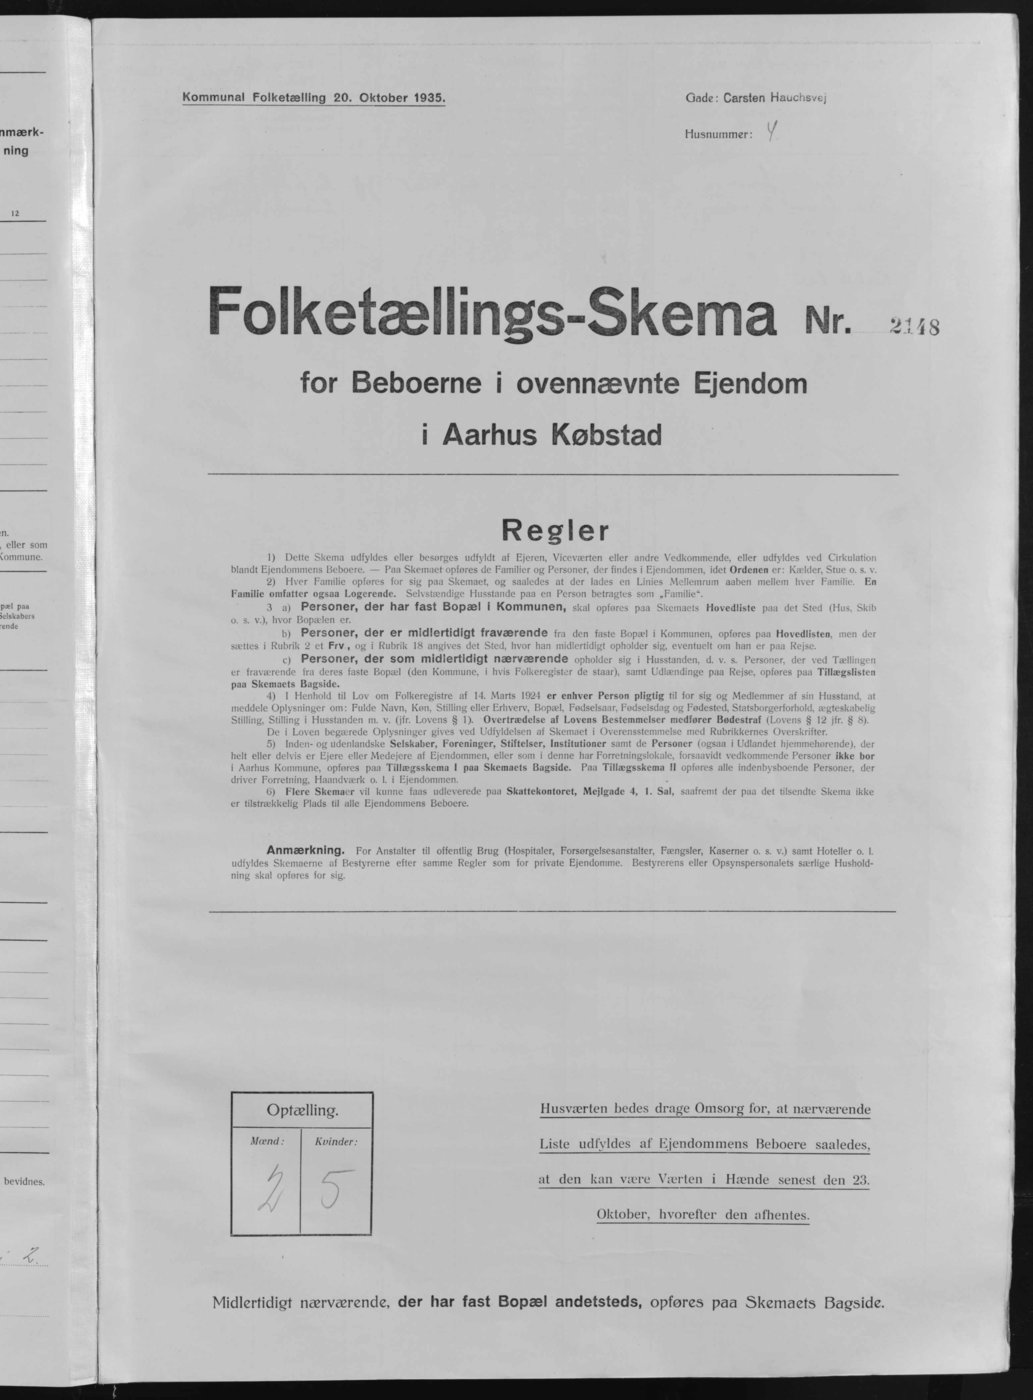 nmærk-
ning
12
en.
, eller som
Kommune.
pæl paa
Selskabers
rende
bevidnes.
2.
Kommunal Folketælling 20. Oktober 1935.
Gade: Carsten Hauchsvej
Husnummer: 4
Folketællings-Skema Nr. 2148
for Beboerne i ovennævnte Ejendom
i Aarhus Købstad
Regler
1) Dette Skema udfyldes eller besørges udfyldt af Ejeren, Viceværten eller andre Vedkommende, eller udfyldes ved Cirkulation
blandt Ejendommens Beboere. — Paa Skemaet opføres de Familier og Personer, der findes i Ejendommen, idet Ordenen er: Kælder, Stue o. s. v.
2) Hver Familie opføres for sig paa Skemaet, og saaledes at der lades en Linies Mellemrum aaben mellem hver Familie. En
Familie omfatter ogsaa Logerende. Selvstændige Husstande paa en Person betragtes som „Familie“.
3 a) Personer, der har fast Bopæl i Kommunen, skal opføres paa Skemaets Hovedliste paa det Sted (Hus, Skib
o. s. v.), hvor Bopælen er.
b) Personer, der er midlertidigt fraværende fra den faste Bopæl i Kommunen, opføres paa Hovedlisten, men der
sættes i Rubrik 2 et Frv., og i Rubrik 18 angives det Sted, hvor han midlertidigt opholder sig, eventuelt om han er paa Rejse.
c) Personer, der som midlertidigt nærværende opholder sig i Husstanden, d. v. s. Personer, der ved Tællingen
er fraværende fra deres faste Bopæl (den Kommune, i hvis Folkeregister de staar), samt Udlændinge paa Rejse, opføres paa Tillægslisten
paa Skemaets Bagside.
4) I Henhold til Lov om Folkeregistre af 14. Marts 1924 er enhver Person pligtig til for sig og Medlemmer af sin Husstand, at
meddele Oplysninger om: Fulde Navn, Køn, Stilling eller Erhverv, Bopæl, Fødselsaar, Fødselsdag og Fødested, Statsborgerforhold, ægteskabelig
Stilling, Stilling i Husstanden m. v. (jfr. Lovens § 1). Overtrædelse af Lovens Bestemmelser medfører Bødestraf (Lovens § 12 jfr. § 8).
De i Loven begærede Oplysninger gives ved Udfyldelsen af Skemaet i Overensstemmelse med Rubrikkernes Overskrifter.
5) Inden- og udenlandske Selskaber, Foreninger, Stiftelser, Institutioner samt de Personer (ogsaa i Udlandet hjemmehørende), der
helt eller delvis er Ejere eller Medejere af Ejendommen, eller som i denne har Forretningslokale, forsaavidt vedkommende Personer ikke bor
i Aarhus Kommune, opføres paa Tillægsskema I paa Skemaets Bagside. Paa Tillægsskema II opføres alle indenbysboende Personer, der
driver Forretning, Haandværk o. l. i Ejendommen.
6) Flere Skemaer vil kunne faas udleverede paa Skattekontoret, Mejlgade 4, 1. Sal, saafremt der paa det tilsendte Skema ikke
er tilstrækkelig Plads til alle Ejendommens Beboere.
Anmærkning. For Anstalter til offentlig Brug (Hospitaler, Forsørgelsesanstalter, Fængsler, Kaserner o. s. v.) samt Hoteller o. l.
udfyldes Skemaerne af Bestyrerne efter samme Regler som for private Ejendomme. Bestyrerens eller Opsynspersonalets særlige Hushold-
ning skal opføres for sig.
Optælling.
Mænd: Kvinder:
2 5
Husværten bedes drage Omsorg for, at nærværende
Liste udfyldes af Ejendommens Beboere saaledes,
at den kan være Værten i Hænde senest den 23.
Oktober, hvorefter den afhentes.
Midlertidigt nærværende, der har fast Bopæl andetsteds, opføres paa Skemaets Bagside.